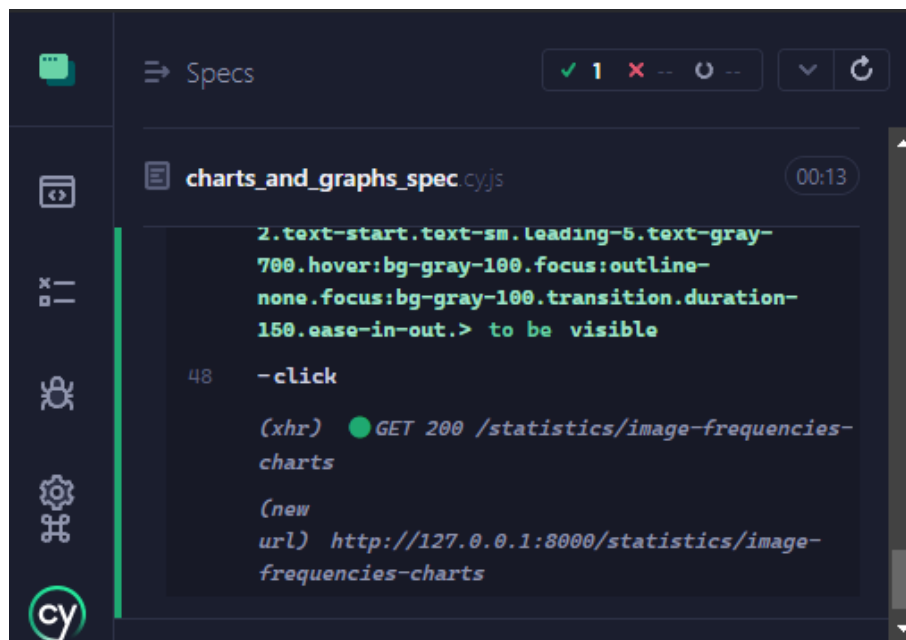 Specs
1 -- --
charts_and_graphs_spec.cy.js
00:13
2.text-start.text-sm.leading-5.text-gray-
700.hover:bg-gray-100.focus:outline-
none.focus:bg-gray-100.transition.duration-
150.ease-in-out.> to be visible
48 -click
(xhr) GET 200 /statistics/image-frequencies-
charts
(new
url) http://127.0.0.1:8000/statistics/image-
frequencies-charts
cy